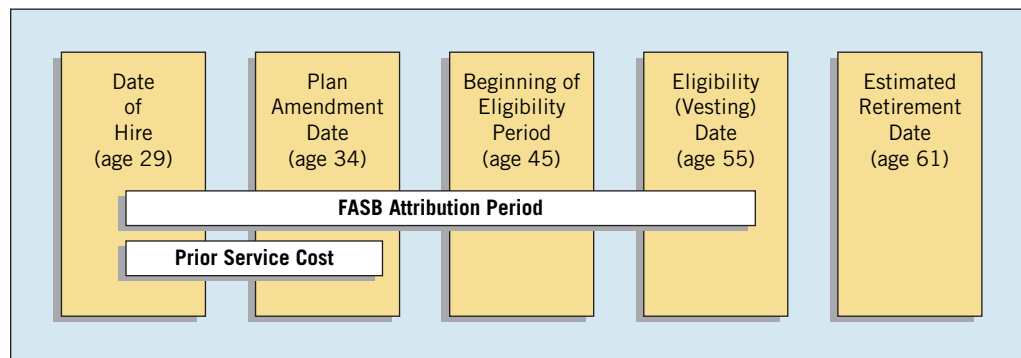 Date
of
Hire
(age 29)
Plan
Amendment
Date
(age 34)
Beginning of
Eligibility
Period
(age 45)
Eligibility
(Vesting)
Date
(age 55)
Estimated
Retirement
Date
(age 61)
FASB Attribution Period
Prior Service Cost